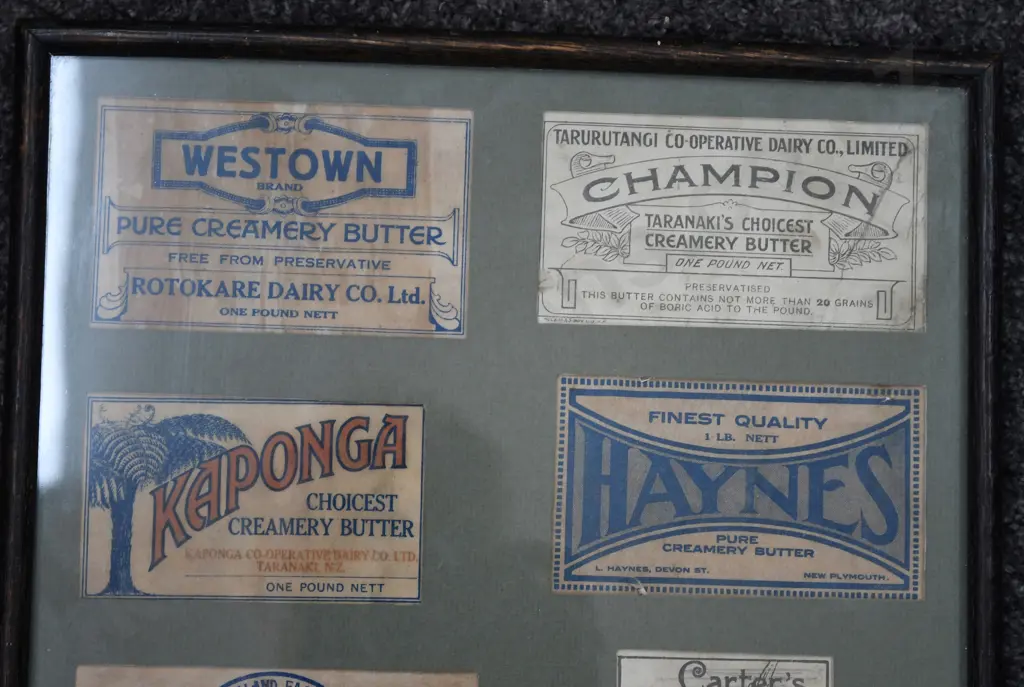 WESTOWN
BRAND
PURE CREAMERY BUTTER
FREE FROM PRESERVATIVE
ROTOKARE DAIRY CO. Ltd.
ONE POUND NETT
TARURUTANGI CO-OPERATIVE DAIRY CO., LIMITED
CHAMPION
TARANAKI'S CHOICEST
CREAMERY BUTTER
ONE POUND NET.
PRESERVATISED
THIS BUTTER CONTAINS NOT MORE THAN 20 GRAINS
OF BORIC ACID TO THE POUND.
KAPONGA
CHOICEST
CREAMERY BUTTER
KAPONGA CO-OPERATIVE DAIRY CO. LTD.
TARANAKI N.Z.
ONE POUND NETT
FINEST QUALITY
1 LB. NETT
HAYNES
PURE
CREAMERY BUTTER
L. HAYNES, DEVON ST.
NEW PLYMOUTH.
Carter's